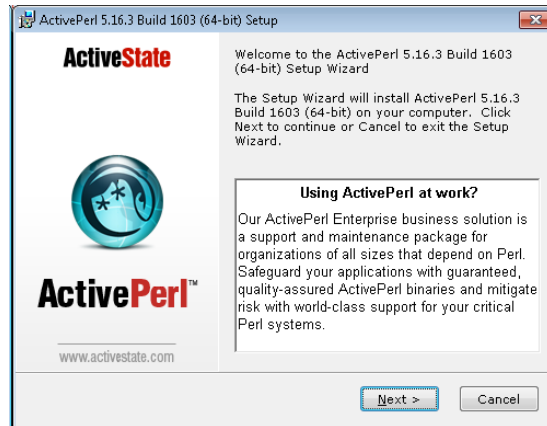 ActivePerl 5.16.3 Build 1603 (64-bit) Setup
ActiveState
Welcome to the ActivePerl 5.16.3 Build 1603
(64-bit) Setup Wizard
The Setup Wizard will install ActivePerl 5.16.3
Build 1603 (64-bit) on your computer. Click
Next to continue or Cancel to exit the Setup
Wizard.
Using ActivePerl at work?
Our ActivePerl Enterprise business solution is
a support and maintenance package for
organizations of all sizes that depend on Perl.
Safeguard your applications with guaranteed,
quality-assured ActivePerl binaries and mitigate
risk with world-class support for your critical
Perl systems.
ActivePerl™
www.activestate.com
Next >
Cancel